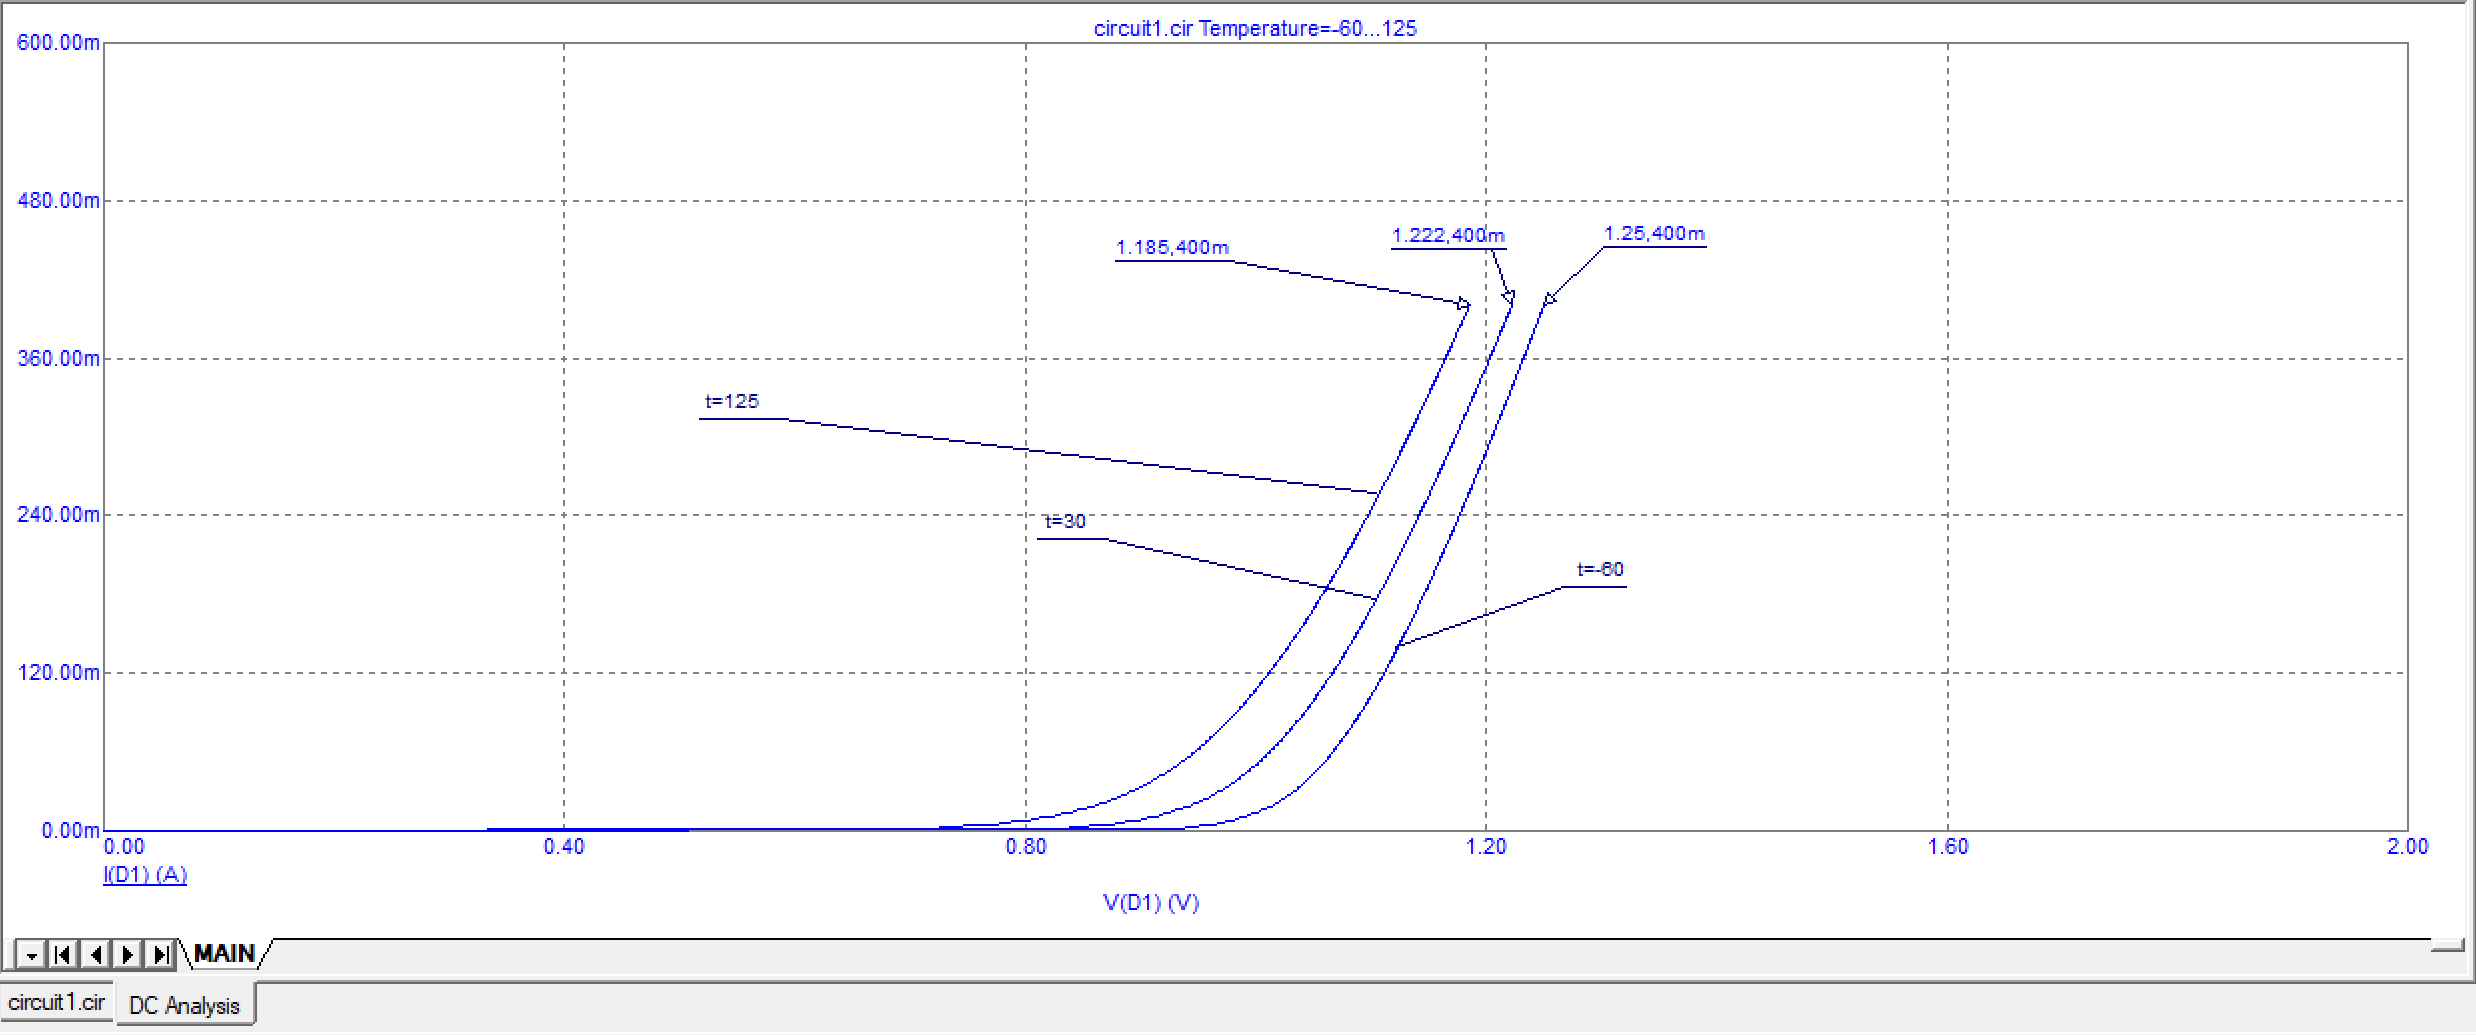 circuit1.cir Temperature=-60...125
600.00m
480.00m
1.185,400m
1.222,400m
1.25,400m
360.00m
t=125
240.00m
t=30
t=-60
120.00m
0.00m
0.00 0.40 0.80 1.20 1.60 2.00
I(D1) (A)
V(D1) (V)
MAIN
circuit1.cir DC Analysis